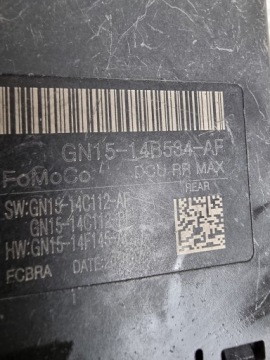 GN15-14B534-AF
FoMoCo DCU RR MAX
REAR
SW:GN15-14C112-AF
GN15-14C112-
HW:GN15-14F145-
FCBRA DATE:
1